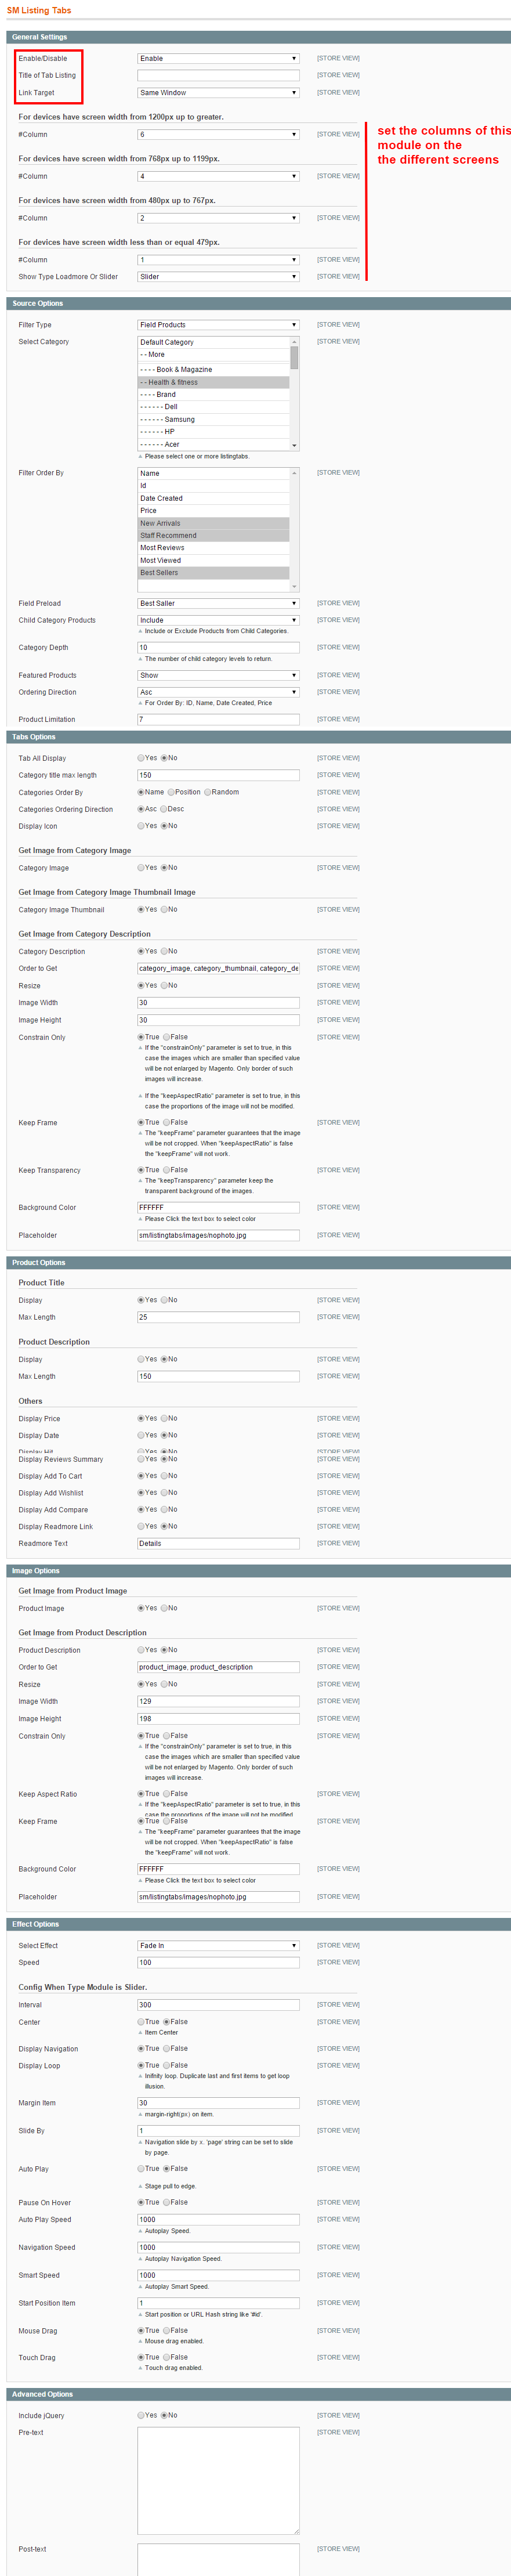 SM Listing Tabs
General Settings
Enable/Disable Enable ▼ [STORE VIEW]
Title of Tab Listing [STORE VIEW]
Link Target Same Window ▼ [STORE VIEW]
For devices have screen width from 1200px up to greater.
set the columns of this
#Column 6 ▼ [STORE VIEW]
module on the
the different screens
For devices have screen width from 768px up to 1199px.
#Column 4 ▼ [STORE VIEW]
For devices have screen width from 480px up to 767px.
#Column 2 ▼ [STORE VIEW]
For devices have screen width less than or equal 479px.
#Column 1 ▼ [STORE VIEW]
Show Type Loadmore Or Slider Slider ▼ [STORE VIEW]
Source Options
Filter Type Field Products ▼ [STORE VIEW]
Select Category Default Category [STORE VIEW]
- - More
- - - - Book & Magazine
- - Health & fitness
- - - - Brand
- - - - - - Dell
- - - - - - Samsung
- - - - - - HP
- - - - - - Acer
Please select one or more listingtabs.
Filter Order By Name [STORE VIEW]
Id
Date Created
Price
New Arrivals
Staff Recommend
Most Reviews
Most Viewed
Best Sellers
Field Preload Best Saller ▼ [STORE VIEW]
Child Category Products Include ▼ [STORE VIEW]
Include or Exclude Products from Child Categories.
Category Depth 10 [STORE VIEW]
The number of child category levels to return.
Featured Products Show ▼ [STORE VIEW]
Ordering Direction Asc ▼ [STORE VIEW]
For Order By: ID, Name, Date Created, Price
Product Limitation 7 [STORE VIEW]
Tabs Options
Tab All Display Yes No [STORE VIEW]
Category title max length 150 [STORE VIEW]
Categories Order By Name Position Random [STORE VIEW]
Categories Ordering Direction Asc Desc [STORE VIEW]
Display Icon Yes No [STORE VIEW]
Get Image from Category Image
Category Image Yes No [STORE VIEW]
Get Image from Category Image Thumbnail Image
Category Image Thumbnail Yes No [STORE VIEW]
Get Image from Category Description
Category Description Yes No [STORE VIEW]
Order to Get category_image, category_thumbnail, category_de [STORE VIEW]
Resize Yes No [STORE VIEW]
Image Width 30 [STORE VIEW]
Image Height 30 [STORE VIEW]
Constrain Only True False [STORE VIEW]
If the "constrainOnly" parameter is set to true, in this
case the images which are smaller than specified value
will be not enlarged by Magento. Only border of such
images will increase.
If the "keepAspectRatio" parameter is set to true, in this
case the proportions of the image will not be modified.
Keep Frame True False [STORE VIEW]
The "keepFrame" parameter guarantees that the image
will be not cropped. When "keepAspectRatio" is false
the "keepFrame" will not work.
Keep Transparency True False [STORE VIEW]
The "keepTransparency" parameter keep the
transparent background of the images.
Background Color FFFFFF [STORE VIEW]
Please Click the text box to select color
Placeholder sm/listingtabs/images/nophoto.jpg [STORE VIEW]
Product Options
Product Title
Display Yes No [STORE VIEW]
Max Length 25 [STORE VIEW]
Product Description
Display Yes No [STORE VIEW]
Max Length 150 [STORE VIEW]
Others
Display Price Yes No [STORE VIEW]
Display Date Yes No [STORE VIEW]
Display Hit Yes No [STORE VIEW]
Display Reviews Summary Yes No [STORE VIEW]
Display Add To Cart Yes No [STORE VIEW]
Display Add Wishlist Yes No [STORE VIEW]
Display Add Compare Yes No [STORE VIEW]
Display Readmore Link Yes No [STORE VIEW]
Readmore Text Details [STORE VIEW]
Image Options
Get Image from Product Image
Product Image Yes No [STORE VIEW]
Get Image from Product Description
Product Description Yes No [STORE VIEW]
Order to Get product_image, product_description [STORE VIEW]
Resize Yes No [STORE VIEW]
Image Width 129 [STORE VIEW]
Image Height 198 [STORE VIEW]
Constrain Only True False [STORE VIEW]
If the "constrainOnly" parameter is set to true, in this
case the images which are smaller than specified value
will be not enlarged by Magento. Only border of such
images will increase.
Keep Aspect Ratio True False [STORE VIEW]
If the "keepAspectRatio" parameter is set to true, in this
case the proportions of the image will not be modified.
Keep Frame True False [STORE VIEW]
The "keepFrame" parameter guarantees that the image
will be not cropped. When "keepAspectRatio" is false
the "keepFrame" will not work.
Background Color FFFFFF [STORE VIEW]
Please Click the text box to select color
Placeholder sm/listingtabs/images/nophoto.jpg [STORE VIEW]
Effect Options
Select Effect Fade In ▼ [STORE VIEW]
Speed 100 [STORE VIEW]
Config When Type Module is Slider.
Interval 300 [STORE VIEW]
Center True False [STORE VIEW]
Item Center
Display Navigation True False [STORE VIEW]
Display Loop True False [STORE VIEW]
Inifnity loop. Duplicate last and first items to get loop
illusion.
Margin Item 30 [STORE VIEW]
margin-right(px) on item.
Slide By 1 [STORE VIEW]
Navigation slide by x. 'page' string can be set to slide
by page.
Auto Play True False [STORE VIEW]
Stage pull to edge.
Pause On Hover True False [STORE VIEW]
Auto Play Speed 1000 [STORE VIEW]
Autoplay Speed.
Navigation Speed 1000 [STORE VIEW]
Autoplay Navigation Speed.
Smart Speed 1000 [STORE VIEW]
Autoplay Smart Speed.
Start Position Item 1 [STORE VIEW]
Start position or URL Hash string like '#id'.
Mouse Drag True False [STORE VIEW]
Mouse drag enabled.
Touch Drag True False [STORE VIEW]
Touch drag enabled.
Advanced Options
Include jQuery Yes No [STORE VIEW]
Pre-text [STORE VIEW]
Post-text [STORE VIEW]